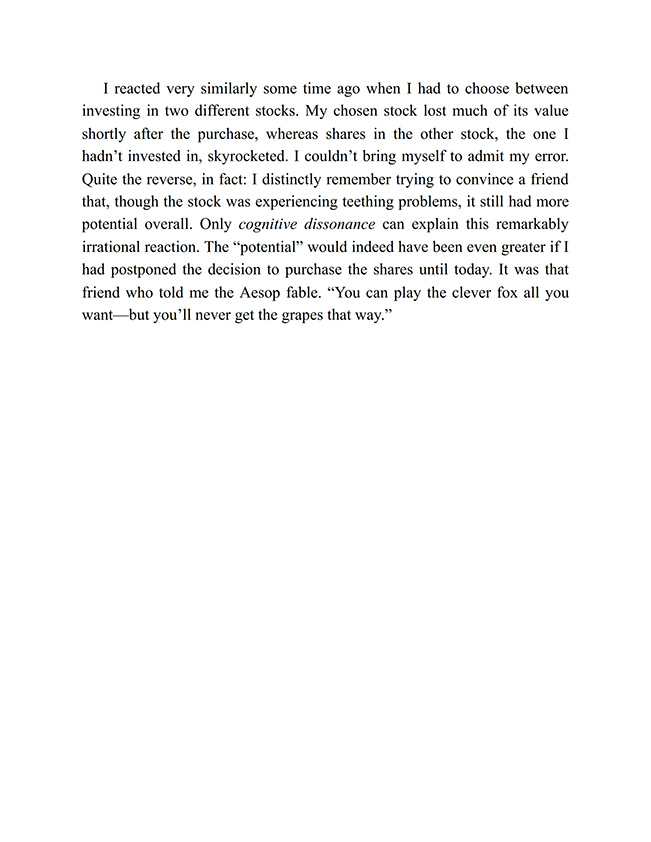 I reacted very similarly some time ago when I had to choose between
investing in two different stocks. My chosen stock lost much of its value
shortly after the purchase, whereas shares in the other stock, the one I
hadn’t invested in, skyrocketed. I couldn’t bring myself to admit my error.
Quite the reverse, in fact: I distinctly remember trying to convince a friend
that, though the stock was experiencing teething problems, it still had more
potential overall. Only cognitive dissonance can explain this remarkably
irrational reaction. The “potential” would indeed have been even greater if I
had postponed the decision to purchase the shares until today. It was that
friend who told me the Aesop fable. “You can play the clever fox all you
want—but you’ll never get the grapes that way.”